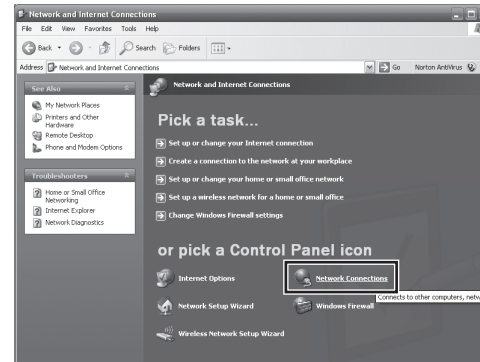 Network and Internet Connections
File Edit View Favorites Tools Help
Back Search Folders
Address Network and Internet Connections Go Norton AntiVirus
Network and Internet Connections
See Also
My Network Places
Printers and Other
Hardware
Remote Desktop
Phone and Modem Options
Troubleshooters
Home or Small Office
Networking
Internet Explorer
Network Diagnostics
Pick a task...
Set up or change your Internet connection
Create a connection to the network at your workplace
Set up or change your home or small office network
Set up a wireless network for a home or small office
Change Windows Firewall settings
or pick a Control Panel icon
Internet Options Network Connections
Connects to other computers, netw
Network Setup Wizard Windows Firewall
Wireless Network Setup Wizard